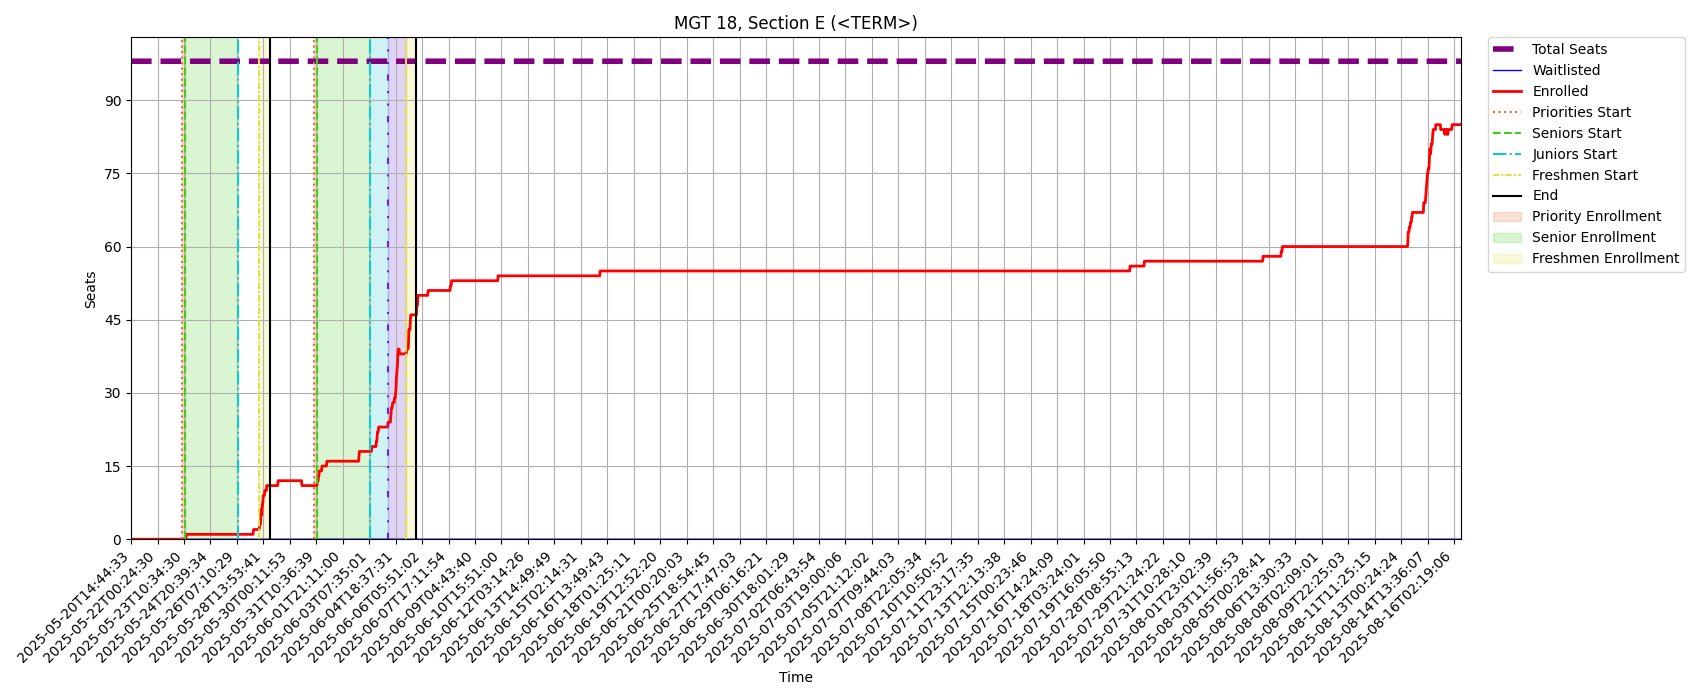 MGT 18, Section E (<TERM>)
Total Seats
Waitlisted
Enrolled
Priorities Start
Seniors Start
Juniors Start
Freshmen Start
End
Priority Enrollment
Senior Enrollment
Freshmen Enrollment
Seats
90
75
60
45
30
15
0
2025-05-20T14:44:33
2025-05-22T00:24:30
2025-05-23T10:34:30
2025-05-24T20:39:34
2025-05-26T07:10:29
2025-05-28T13:53:41
2025-05-30T00:11:53
2025-05-31T10:36:39
2025-06-01T21:11:00
2025-06-03T07:35:01
2025-06-04T18:37:31
2025-06-06T05:51:02
2025-06-07T17:11:54
2025-06-09T04:43:40
2025-06-10T15:51:00
2025-06-12T03:14:26
2025-06-13T14:49:49
2025-06-15T02:14:31
2025-06-16T13:49:43
2025-06-18T01:25:11
2025-06-19T12:52:20
2025-06-21T00:20:03
2025-06-25T18:54:45
2025-06-27T17:47:03
2025-06-29T06:16:21
2025-06-30T18:01:29
2025-07-02T06:43:54
2025-07-03T19:00:06
2025-07-05T21:12:02
2025-07-07T09:44:03
2025-07-08T22:05:34
2025-07-10T10:50:52
2025-07-11T23:17:35
2025-07-13T12:13:38
2025-07-16T00:23:46
2025-07-16T14:24:09
2025-07-18T03:24:01
2025-07-19T16:05:50
2025-07-28T08:55:13
2025-07-29T21:24:22
2025-07-31T10:28:10
2025-08-01T23:02:39
2025-08-03T11:56:53
2025-08-05T00:28:41
2025-08-06T13:30:33
2025-08-08T02:09:01
2025-08-09T22:25:03
2025-08-11T11:25:15
2025-08-13T00:24:24
2025-08-14T13:36:07
2025-08-16T02:19:06
Time